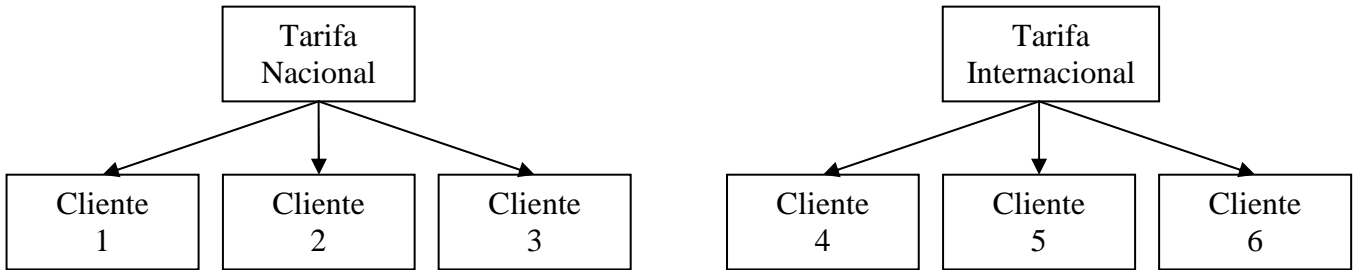 Tarifa
Nacional
Tarifa
Internacional
Cliente
1
Cliente
2
Cliente
3
Cliente
4
Cliente
5
Cliente
6